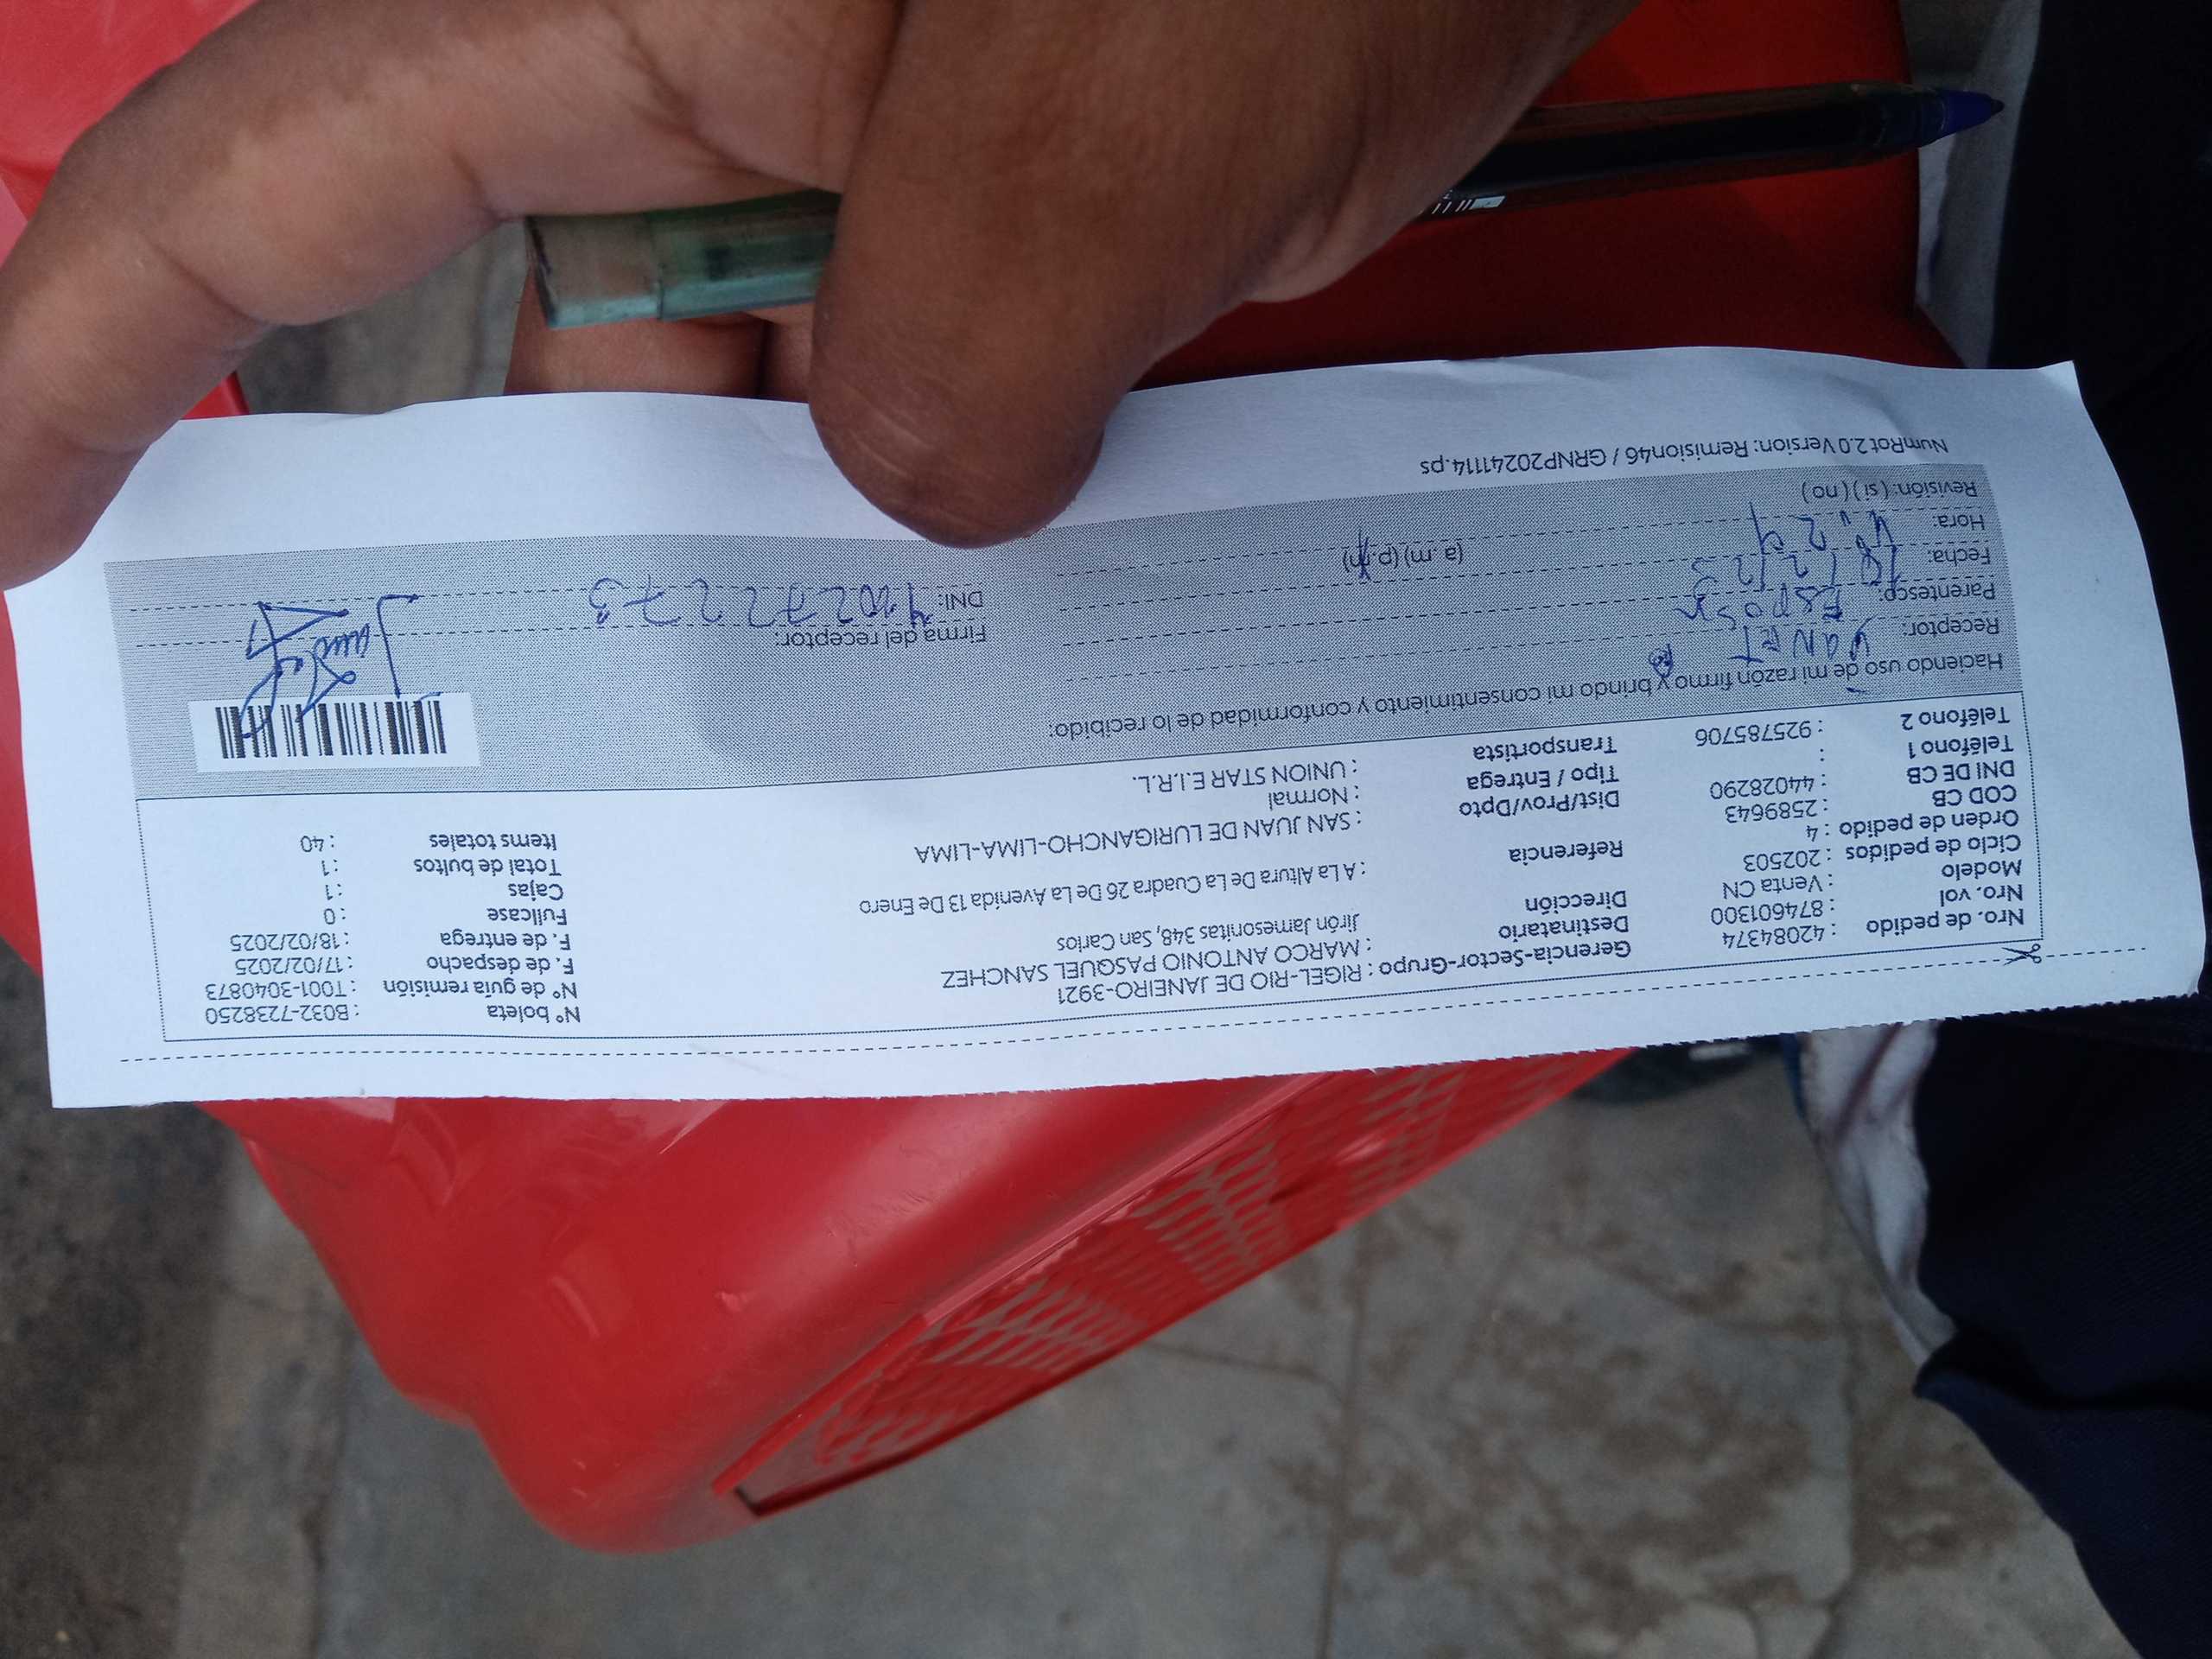 Nro. de pedido : 42084374
Nro. vol : 874601300
Modelo : Venta CN
Ciclo de pedidos : 202503
Orden de pedido : 4
COD CB : 2589643
DNI DE CB : 44028290
Teléfono 1 :
Teléfono 2 : 925785706
Gerencia-Sector-Grupo : RIGEL-RIO DE JANEIRO-3921
Destinatario : MARCO ANTONIO PASQUEL SANCHEZ
Dirección Jirón Jamesonitas 348, San Carlos
Referencia : A La Altura De La Cuadra 26 De La Avenida 13 De Enero
Dist/Prov/Dpto : SAN JUAN DE LURIGANCHO-LIMA-LIMA
Tipo / Entrega : Normal
Transportista : UNION STAR E.I.R.L.
N° boleta : B032-7238250
N° de guía remisión : T001-3040873
F. de despacho : 17/02/2025
F. de entrega : 18/02/2025
Fullcase : 0
Cajas : 1
Total de bultos : 1
Items totales : 40
Haciendo uso de mi razón firmo y brindo mi consentimiento y conformidad de lo recibido:
Receptor: YANET
Parentesco: Esposa
Fecha: 18/2/25
Hora: 4:24 (a. m) (p.m)
Revisión: ( si ) ( no )
Firma del receptor:
DNI:
NumRot 2.0 Version: Remision46 / GRNP20241114.ps